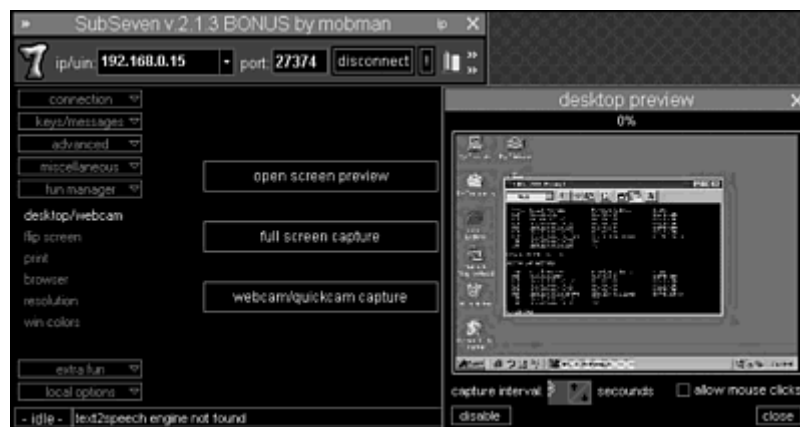 SubSeven v.2.1.3 BONUS by mobman
ip
ip/uin: 192.168.0.15 port: 27374 disconnect
connection
keys/messages
advanced
miscellaneous
fun manager
desktop/webcam
flip screen
print
browser
resolution
win colors
extra fun
local options
open screen preview
full screen capture
webcam/quickcam capture
- idle - text2speech engine not found
desktop preview
0%
capture interval: secounds allow mouse clicks
disable close